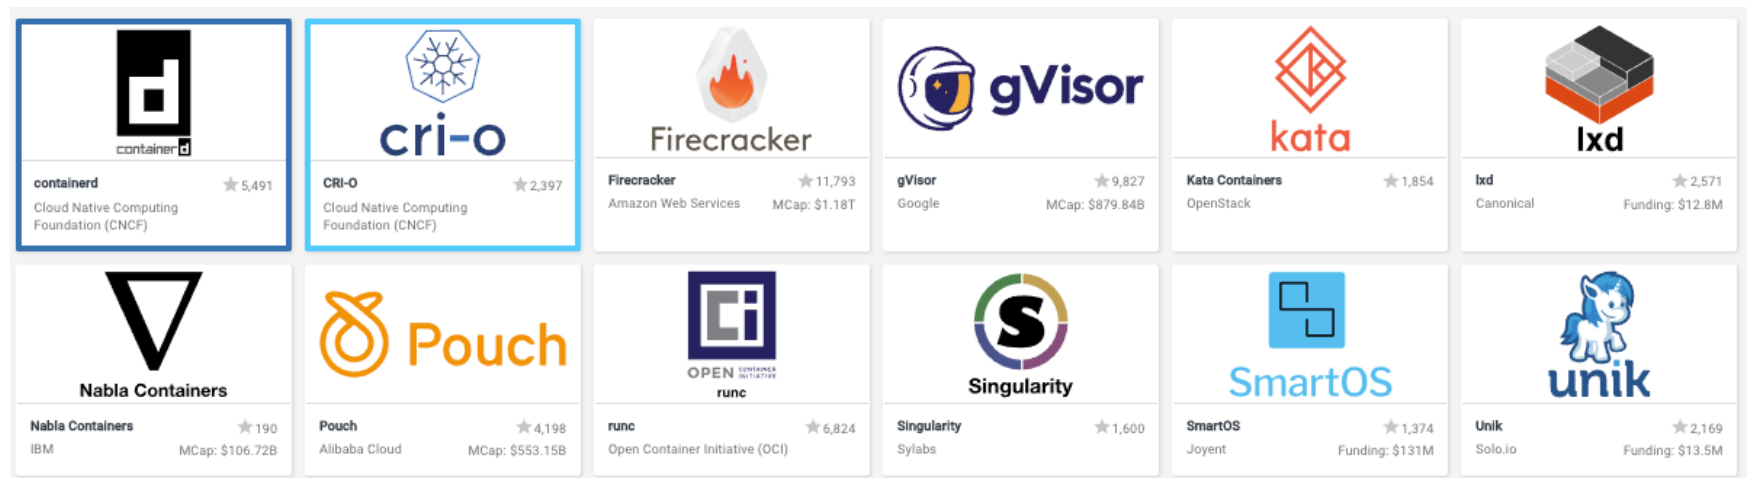 containerd
containerd
5,491
Cloud Native Computing
Foundation (CNCF)
cri-o
CRI-O
2,397
Cloud Native Computing
Foundation (CNCF)
Firecracker
Firecracker
11,793
Amazon Web Services
MCap: $1.18T
gVisor
gVisor
9,827
Google
MCap: $879.84B
kata
Kata Containers
1,854
OpenStack
lxd
lxd
2,571
Canonical
Funding: $12.8M
Nabla Containers
Nabla Containers
190
IBM
MCap: $106.72B
Pouch
Pouch
4,198
Alibaba Cloud
MCap: $553.15B
OPEN CONTAINER INITIATIVE
runc
runc
6,824
Open Container Initiative (OCI)
S
Singularity
Singularity
1,600
Sylabs
SmartOS
SmartOS
1,374
Joyent
Funding: $131M
unik
Unik
2,169
Solo.io
Funding: $13.5M